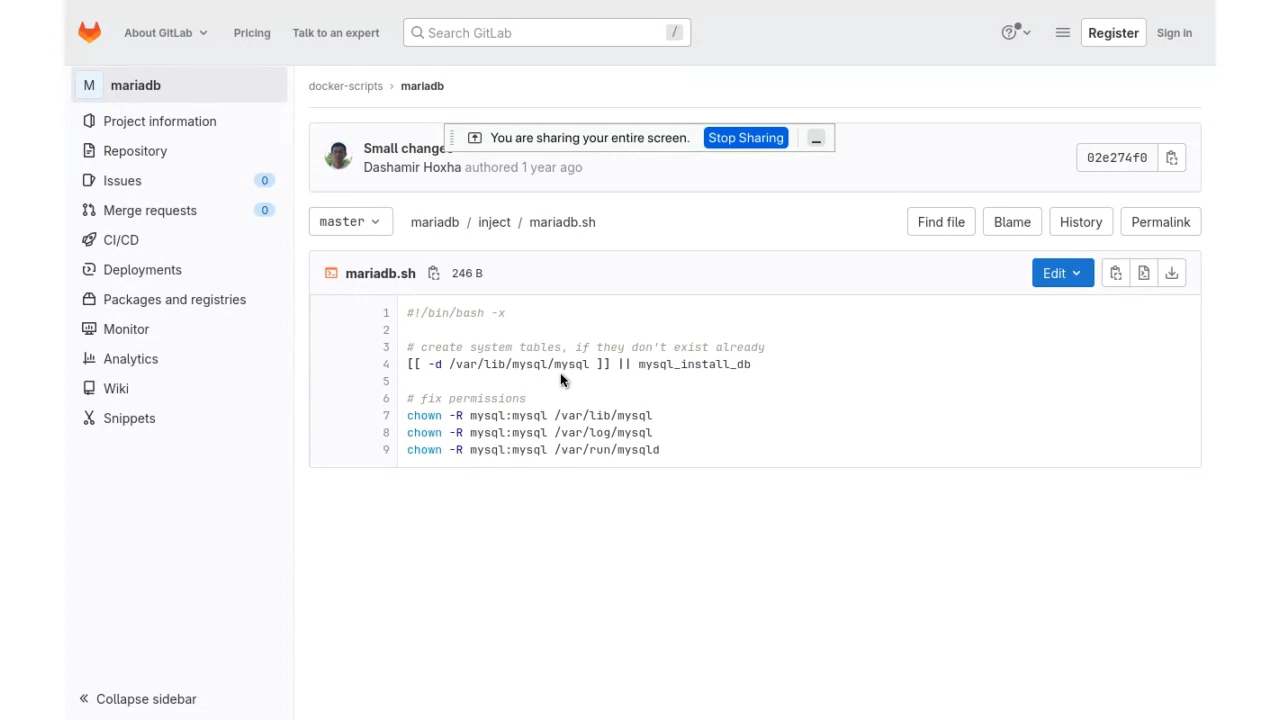 About GitLab
Pricing
Talk to an expert
Search GitLab
/
Register
Sign in
M
mariadb
docker-scripts › mariadb
Project information
Repository
Issues
0
Merge requests
0
CI/CD
Deployments
Packages and registries
Monitor
Analytics
Wiki
Snippets
Collapse sidebar
You are sharing your entire screen.
Stop Sharing
Small change
Dashamir Hoxha authored 1 year ago
02e274f0
master
mariadb / inject / mariadb.sh
Find file
Blame
History
Permalink
mariadb.sh
246 B
Edit
1 #!/bin/bash -x
2
3 # create system tables, if they don't exist already
4 [[ -d /var/lib/mysql/mysql ]] || mysql_install_db
5
6 # fix permissions
7 chown -R mysql:mysql /var/lib/mysql
8 chown -R mysql:mysql /var/log/mysql
9 chown -R mysql:mysql /var/run/mysqld